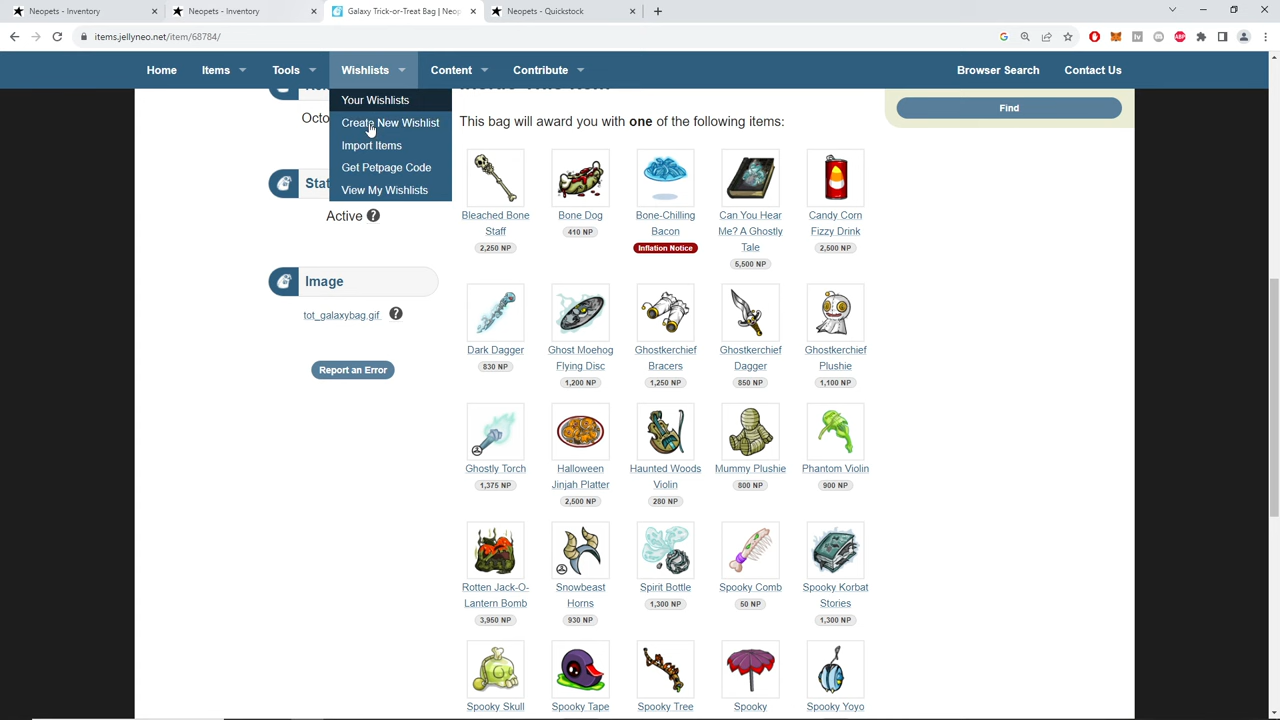 Neopets - Inventory
Neopets - Inventory
Galaxy Trick-or-Treat Bag | Neop
Neopets - Quickstock
items.jellyneo.net/item/68784/
Home
Items
Tools
Wishlists
Content
Contribute
Browser Search
Contact Us
Your Wishlists
Create New Wishlist
Import Items
Get Petpage Code
View My Wishlists
Octo
Stat
Active
Image
tot_galaxybag.gif
Report an Error
Find
This bag will award you with one of the following items:
Bleached Bone
Staff
2,250 NP
Bone Dog
410 NP
Bone-Chilling
Bacon
Inflation Notice
Can You Hear
Me? A Ghostly
Tale
5,500 NP
Candy Corn
Fizzy Drink
2,500 NP
Dark Dagger
830 NP
Ghost Moehog
Flying Disc
1,200 NP
Ghostkerchief
Bracers
1,250 NP
Ghostkerchief
Dagger
850 NP
Ghostkerchief
Plushie
1,100 NP
Ghostly Torch
1,375 NP
Halloween
Jinjah Platter
2,500 NP
Haunted Woods
Violin
280 NP
Mummy Plushie
800 NP
Phantom Violin
900 NP
Rotten Jack-O-
Lantern Bomb
3,950 NP
Snowbeast
Horns
930 NP
Spirit Bottle
1,300 NP
Spooky Comb
50 NP
Spooky Korbat
Stories
1,300 NP
Spooky Skull
Spooky Tape
Spooky Tree
Spooky
Spooky Yoyo